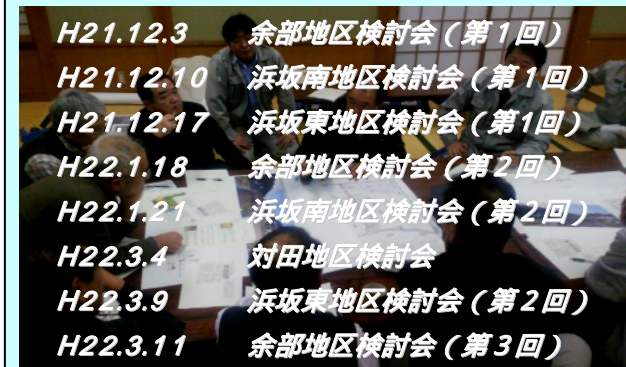 H21.12.3 余部地区検討会(第1回)
H21.12.10 浜坂南地区検討会(第1回)
H21.12.17 浜坂東地区検討会(第1回)
H22.1.18 余部地区検討会(第2回)
H22.1.21 浜坂南地区検討会(第2回)
H22.3.4 対田地区検討会
H22.3.9 浜坂東地区検討会(第2回)
H22.3.11 余部地区検討会(第3回)